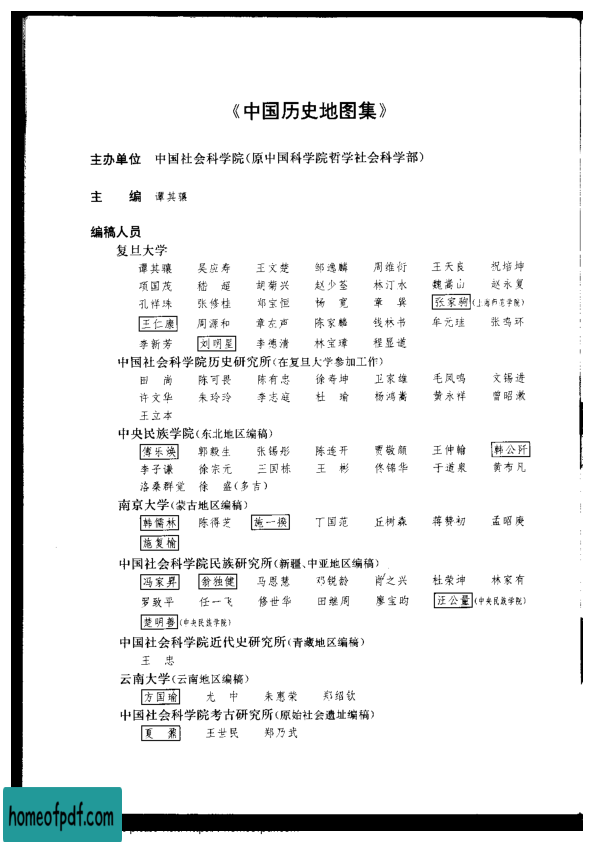 《中国历史地图集》
主办单位 中国社会科学院(原中国科学院哲学社会科学部)
主 编 谭其骧
编稿人员
复旦大学
谭其骧 吴应寿 王文楚 邹逸麟 周维衍 王天良 祝培坤
项国茂 嵇 超 胡菊兴 赵少荃 林汀水 魏嵩山 赵永复
孔祥珠 张修桂 郑宝恒 杨 宽 章 巽 张家驹(上海师范学院)
王仁康 周源和 章左声 陈家麟 钱林书 牟元珪 张鸣环
李新芳 刘明星 李德清 林宝璋 程显道
中国社会科学院历史研究所(在复旦大学参加工作)
田 尚 陈可畏 陈有忠 徐寿坤 卫家雄 毛凤鸣 文锡进
许文华 朱玲玲 李志庭 杜 瑜 杨鸿嵩 黄永祥 曾昭漱
王立本
中央民族学院(东北地区编稿)
傅乐焕 郭毅生 张锡彤 陈连开 贾敬颜 王仲翰 韩公阡
李子谦 徐宗元 王国栋 王 彬 佟锦华 于道泉 黄布凡
洛桑群觉 徐 盛(多吉)
南京大学(蒙古地区编稿)
韩儒林 陈得芝 施一揆 丁国范 丘树森 蒋赞初 孟昭庚
施复榆
中国社会科学院民族研究所(新疆、中亚地区编稿)
冯家昇 翁独健 马恩慧 邓锐龄 肖之兴 杜荣坤 林家有
罗致平 任一飞 修世华 田继周 廖宝昀 汪公量(中央民族学院)
楚明善(中央民族学院)
中国社会科学院近代史研究所(青藏地区编稿)
王 忠
云南大学(云南地区编稿)
方国瑜 尤 中 朱惠荣 郑绍钦
中国社会科学院考古研究所(原始社会遗址编稿)
夏 鼐 王世民 郑乃武
homeofpdf.com